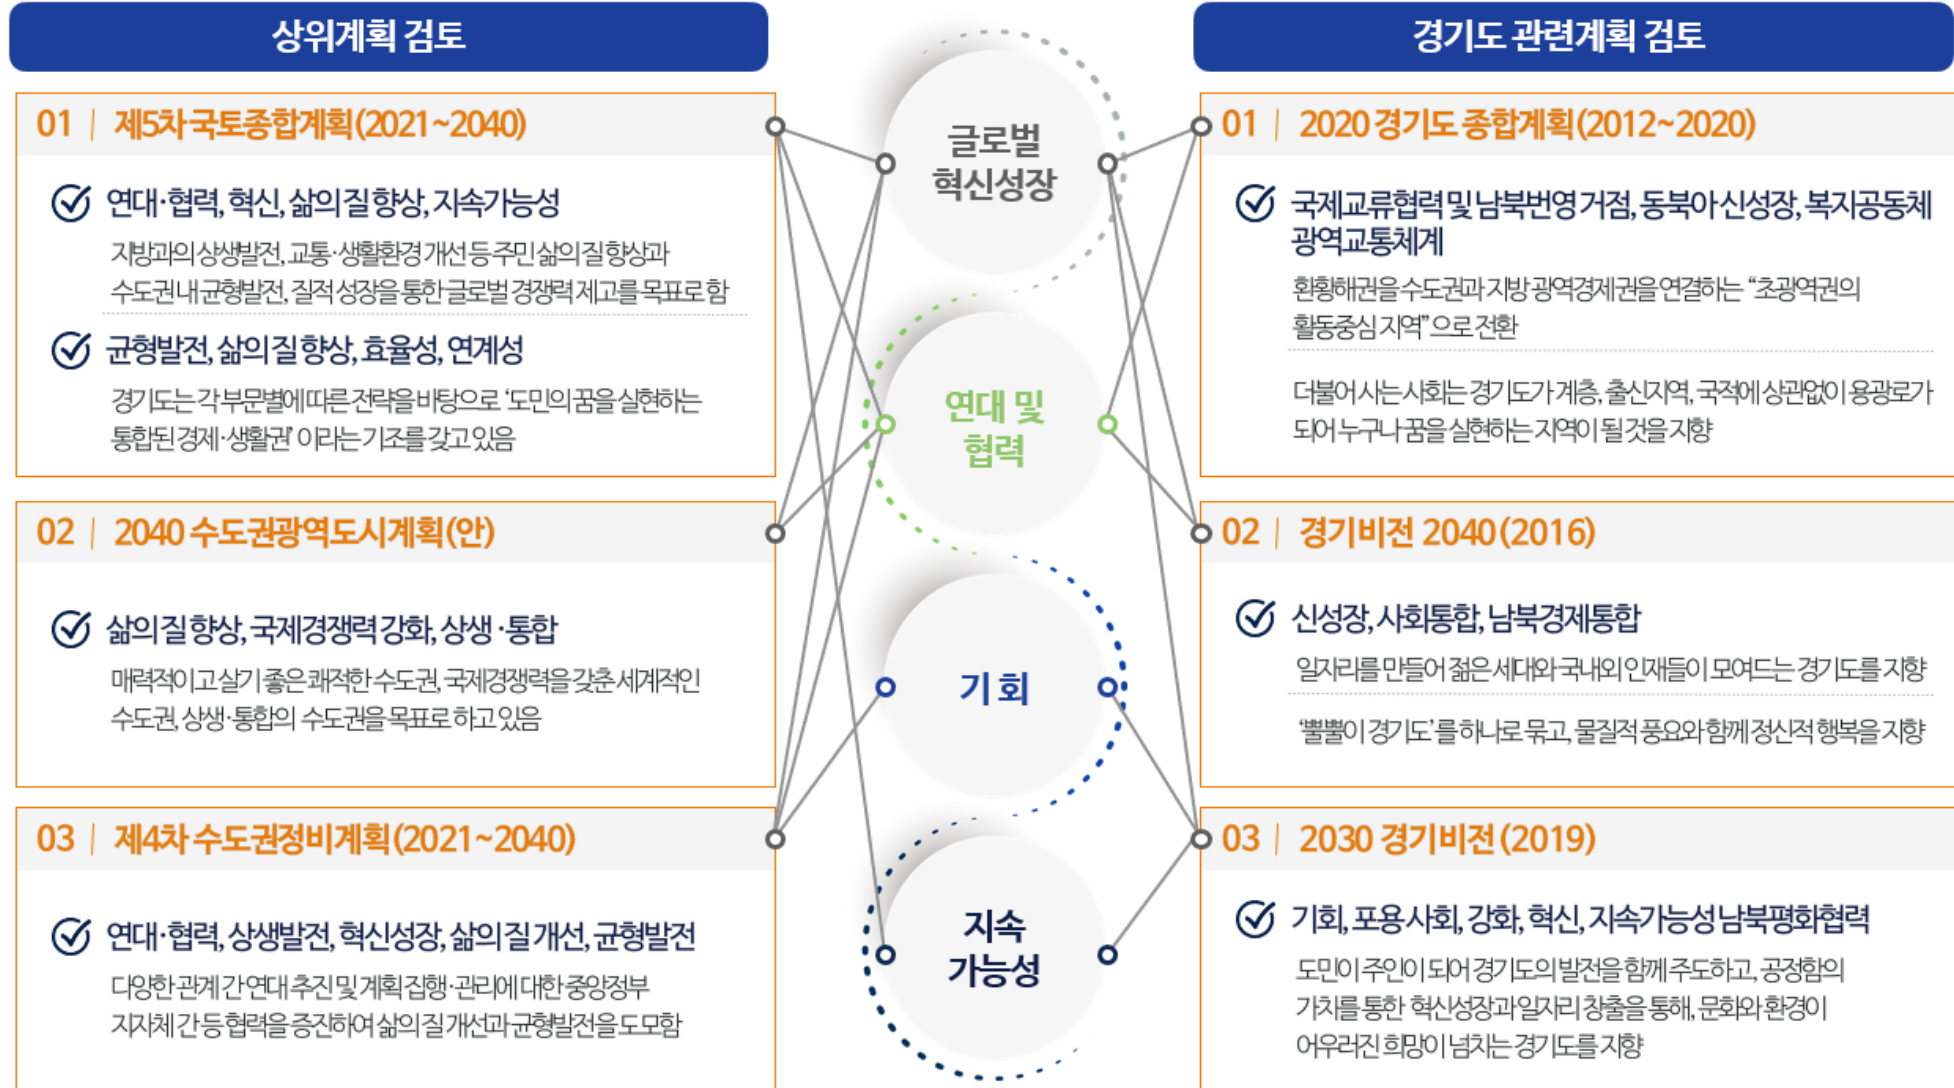 상위계획 검토
01 | 제5차 국토종합계획(2021~2040)
연대·협력, 혁신, 삶의 질 향상, 지속가능성
지방과의 상생발전, 교통·생활환경 개선 등 주민 삶의 질 향상과
수도권 내 균형발전, 질적 성장을 통한 글로벌 경쟁력 제고를 목표로 함
균형발전, 삶의 질 향상, 효율성, 연계성
경기도는 각 부문별에 따른 전략을 바탕으로 '도민의 꿈을 실현하는
통합된 경제·생활권' 이라는 기조를 갖고 있음
02 | 2040 수도권광역도시계획(안)
삶의 질 향상, 국제경쟁력 강화, 상생·통합
매력적이고 살기 좋은 쾌적한 수도권, 국제경쟁력을 갖춘 세계적인
수도권, 상생·통합의 수도권을 목표로 하고 있음
03 | 제4차 수도권정비계획(2021~2040)
연대·협력, 상생발전, 혁신성장, 삶의 질 개선, 균형발전
다양한 관계 간 연대 추진 및 계획 집행·관리에 대한 중앙정부
지자체 간 등 협력을 증진하여 삶의 질 개선과 균형발전을 도모함
글로벌
혁신성장
연대 및
협력
기회
지속
가능성
경기도 관련계획 검토
01 | 2020 경기도 종합계획(2012~2020)
국제교류협력 및 남북번영 거점, 동북아 신성장, 복지공동체
광역교통체계
환황해권을 수도권과 지방 광역경제권을 연결하는 "초광역권의
활동중심 지역"으로 전환
더불어 사는 사회는 경기도가 계층, 출신지역, 국적에 상관없이 용광로가
되어 누구나 꿈을 실현하는 지역이 될 것을 지향
02 | 경기비전 2040(2016)
신성장, 사회통합, 남북경제통합
일자리를 만들어 젊은 세대와 국내외 인재들이 모여드는 경기도를 지향
'뿔뿔이 경기도'를 하나로 묶고, 물질적 풍요와 함께 정신적 행복을 지향
03 | 2030 경기비전(2019)
기회, 포용 사회, 강화, 혁신, 지속가능성 남북평화협력
도민이 주인이 되어 경기도의 발전을 함께 주도하고, 공정함의
가치를 통한 혁신성장과 일자리 창출을 통해, 문화와 환경이
어우러진 희망이 넘치는 경기도를 지향